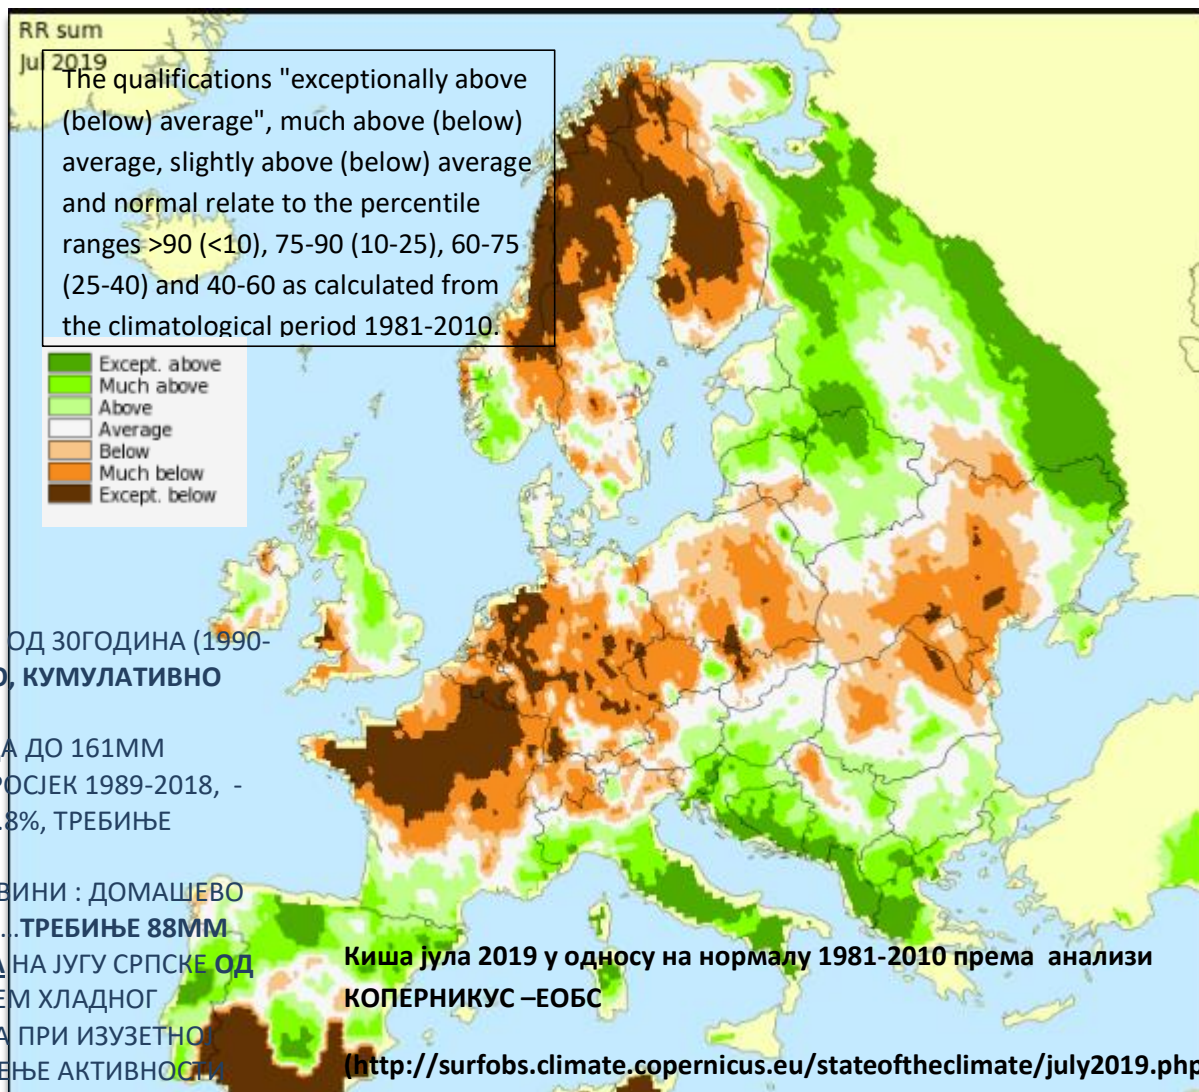 RR sum
Jul 2019
The qualifications "exceptionally above
(below) average", much above (below)
average, slightly above (below) average
and normal relate to the percentile
ranges >90 (<10), 75-90 (10-25), 60-75
(25-40) and 40-60 as calculated from
the climatological period 1981-2010.
Except. above
Much above
Above
Average
Below
Much below
Except. below
ОД 30ГОДИНА (1990-
О, КУМУЛАТИВНО
А ДО 161ММ
РОСЈЕК 1989-2018, -
.8%, ТРЕБИЊЕ
ВИНИ : ДОМАШЕВО
...ТРЕБИЊЕ 88ММ
А НА ЈУГУ СРПСКЕ ОД
ЕМ ХЛАДНОГ
А ПРИ ИЗУЗЕТНОЈ
ЕЊЕ АКТИВНОСТИ
Киша јула 2019 у односу на нормалу 1981-2010 према анализи
КОПЕРНИКУС –ЕОБС
(http://surfobs.climate.copernicus.eu/stateoftheclimate/july2019.php